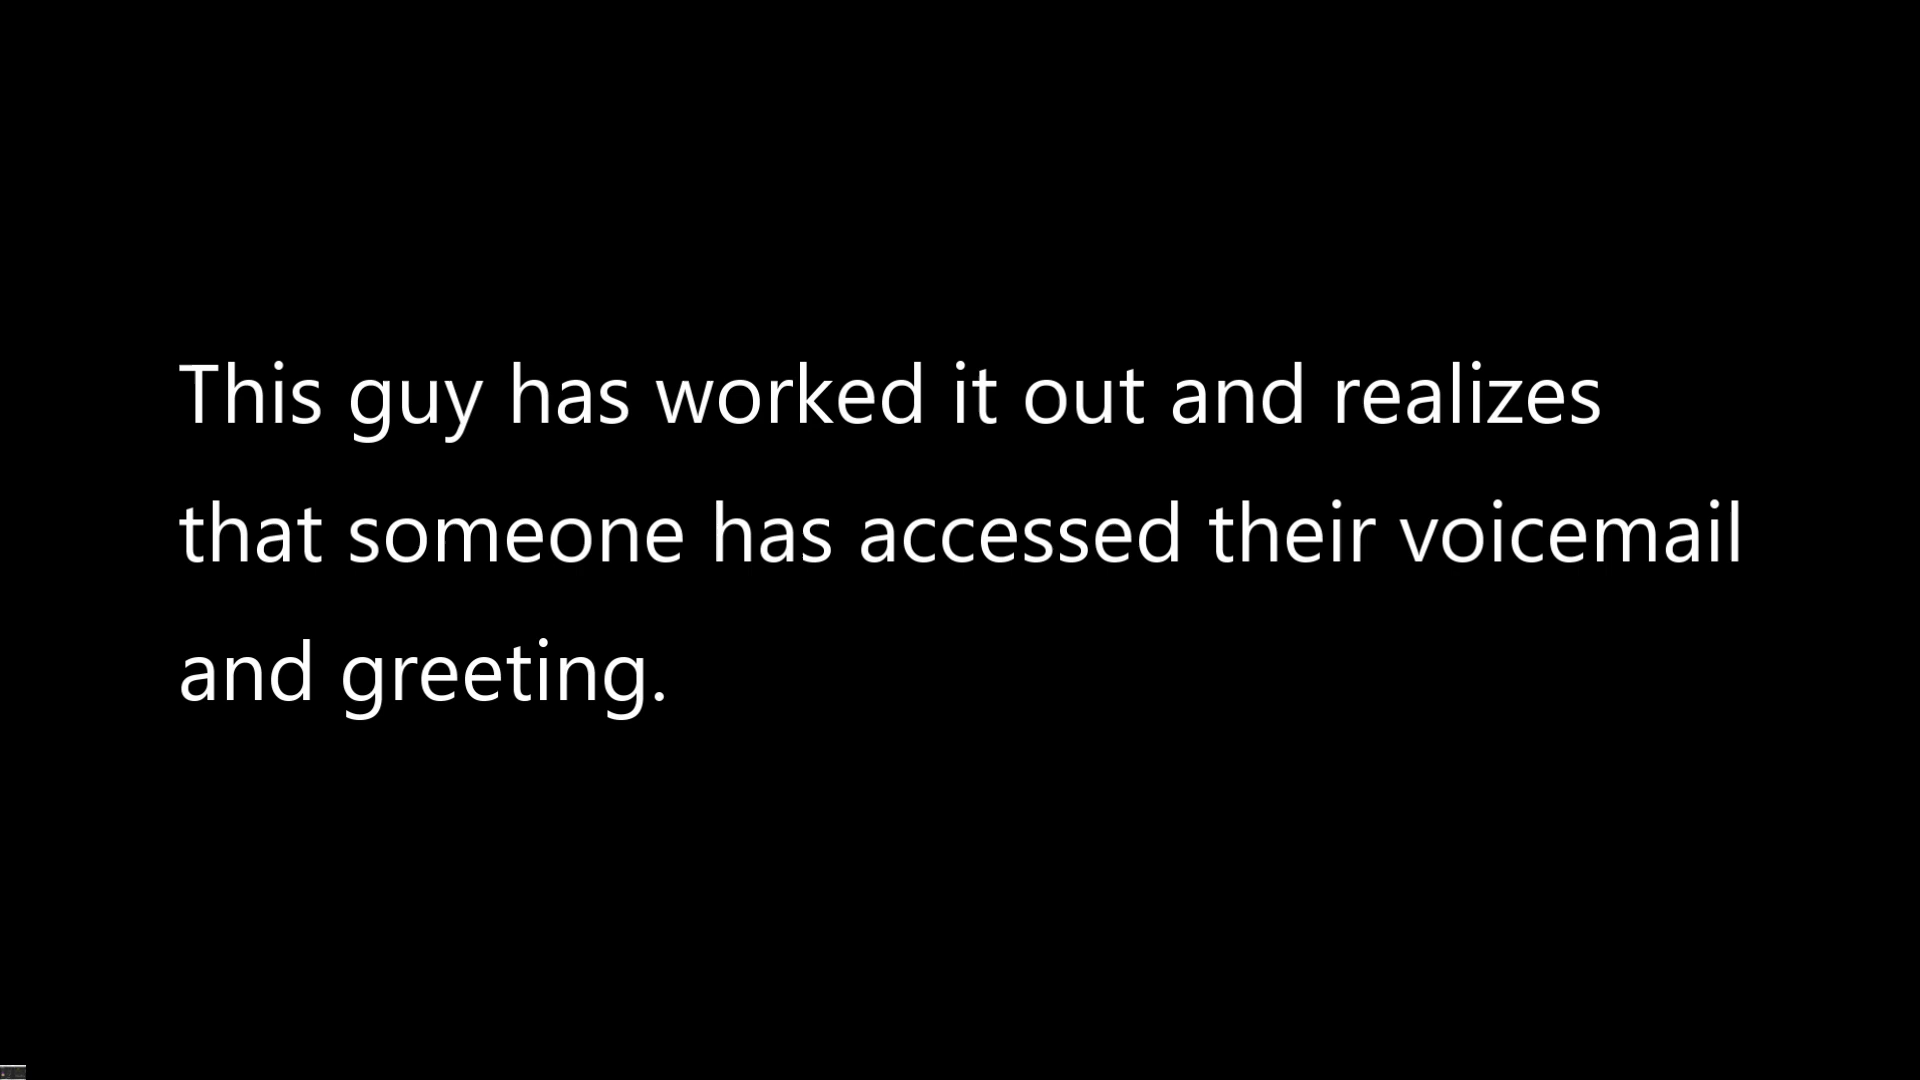 This guy has worked it out and realizes
that someone has accessed their voicemail
and greeting.